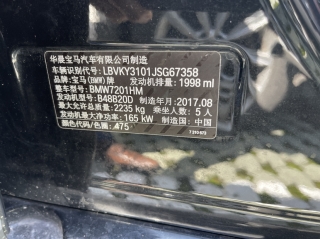 华晨宝马汽车有限公司制造
车辆识别代号: LBVKY3101JSG67358
品牌: 宝马(BMW)牌 发动机排量: 1998 ml
整车型号: BMW7201HM
发动机型号: B48B20D 制造年月: 2017.08
最大允许总质量: 2235 kg 乘坐人数: 5 人
发动机最大净功率: 165 kW 制造国: 中国
颜色代码/色漆: 475